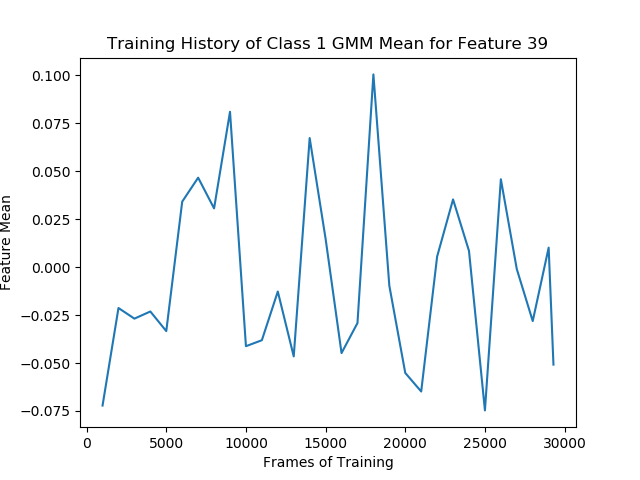 Training History of Class 1 GMM Mean for Feature 39
0.100
0.075
0.050
0.025
0.000
−0.025
−0.050
−0.075
Feature Mean
0 5000 10000 15000 20000 25000 30000
Frames of Training